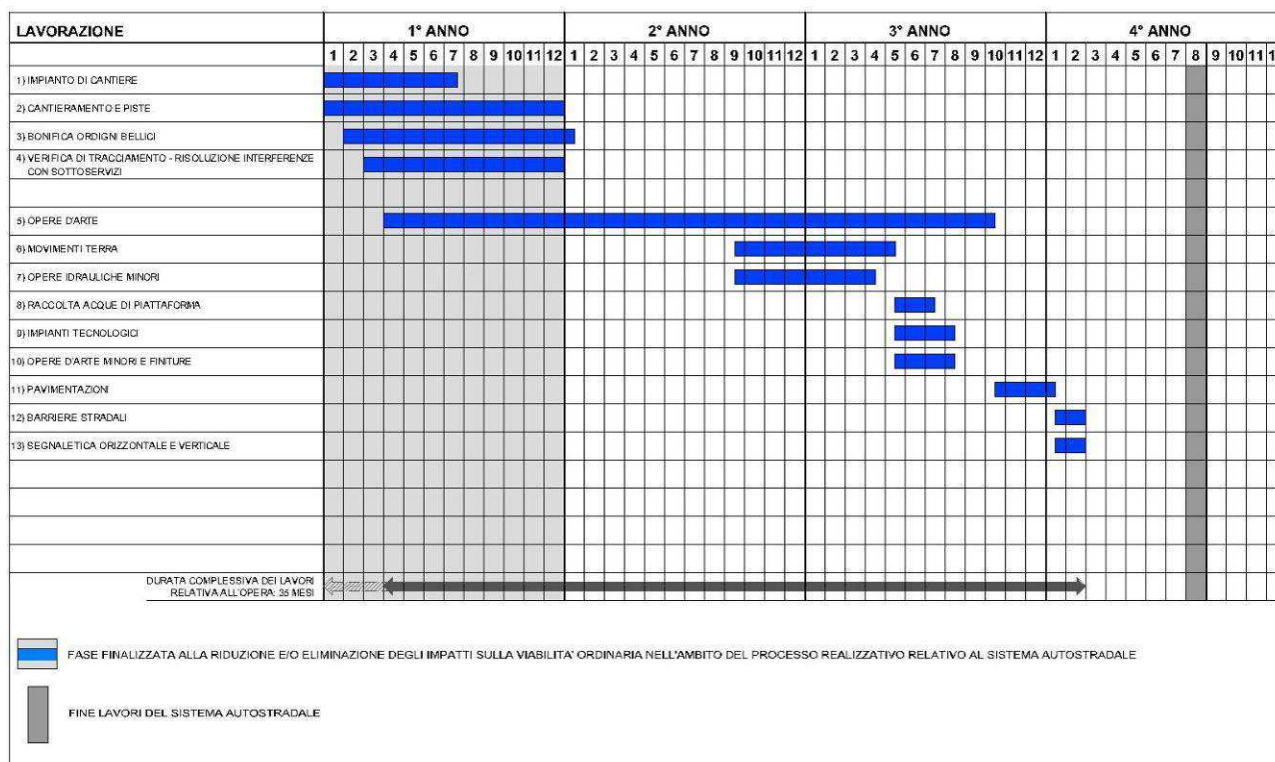 LAVORAZIONE 1° ANNO 2° ANNO 3° ANNO 4° ANNO
1 2 3 4 5 6 7 8 9 10 11 12 1 2 3 4 5 6 7 8 9 10 11 12 1 2 3 4 5 6 7 8 9 10 11 12 1 2 3 4 5 6 7 8 9 10 11 1
1) IMPIANTO DI CANTIERE
2) CANTIERAMENTO E PISTE
3) BONIFICA ORDIGNI BELLICI
4) VERIFICA DI TRACCIAMENTO - RISOLUZIONE INTERFERENZE
CON SOTTOSERVIZI
5) OPERE D'ARTE
6) MOVIMENTI TERRA
7) OPERE IDRAULICHE MINORI
8) RACCOLTA ACQUE DI PIATTAFORMA
9) IMPIANTI TECNOLOGICI
10) OPERE D'ARTE MINORI E FINITURE
11) PAVIMENTAZIONI
12) BARRIERE STRADALI
13) SEGNALETICA ORIZZONTALE E VERTICALE
DURATA COMPLESSIVA DEI LAVORI
RELATIVA ALL'OPERA: 35 MESI
FASE FINALIZZATA ALLA RIDUZIONE E/O ELIMINAZIONE DEGLI IMPATTI SULLA VIABILITA' ORDINARIA NELL'AMBITO DEL PROCESSO REALIZZATIVO RELATIVO AL SISTEMA AUTOSTRADALE
FINE LAVORI DEL SISTEMA AUTOSTRADALE